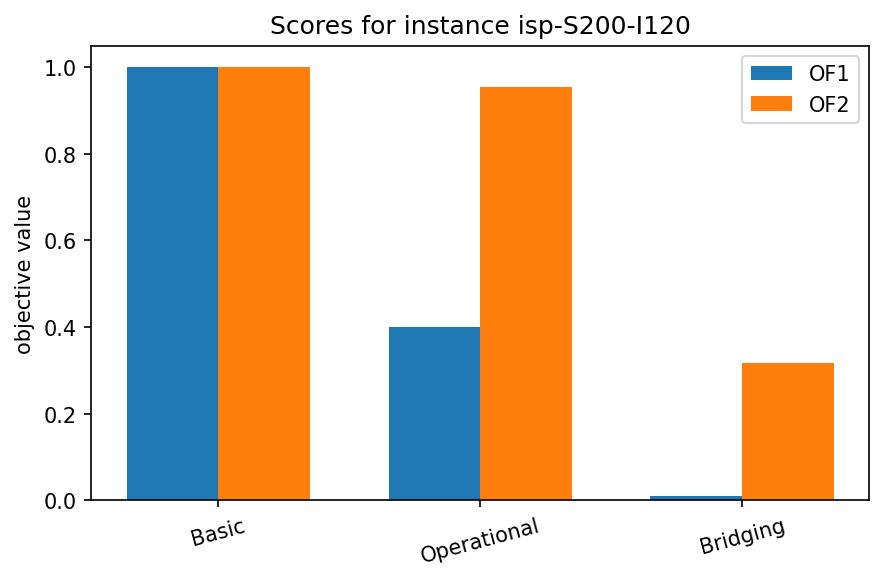 Scores for instance isp-S200-I120
OF1
OF2
objective value
1.0
0.8
0.6
0.4
0.2
0.0
Basic
Operational
Bridging